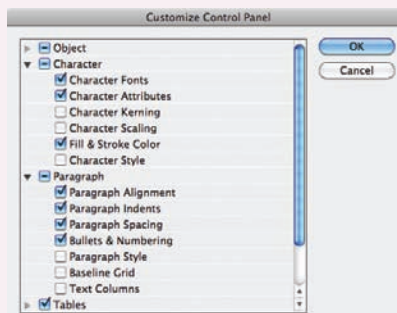 Customize Control Panel
Object
Character
Character Fonts
Character Attributes
Character Kerning
Character Scaling
Fill & Stroke Color
Character Style
Paragraph
Paragraph Alignment
Paragraph Indents
Paragraph Spacing
Bullets & Numbering
Paragraph Style
Baseline Grid
Text Columns
Tables
OK
Cancel